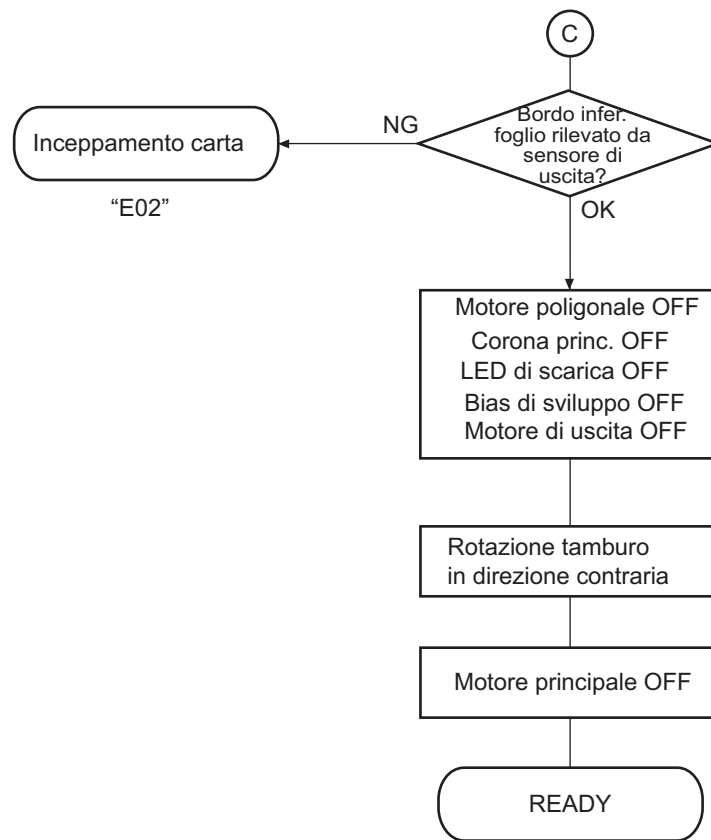 C
Bordo infer.
foglio rilevato da
sensore di
uscita?
NG
Inceppamento carta
“E02”
OK
Motore poligonale OFF
Corona princ. OFF
LED di scarica OFF
Bias di sviluppo OFF
Motore di uscita OFF
Rotazione tamburo
in direzione contraria
Motore principale OFF
READY